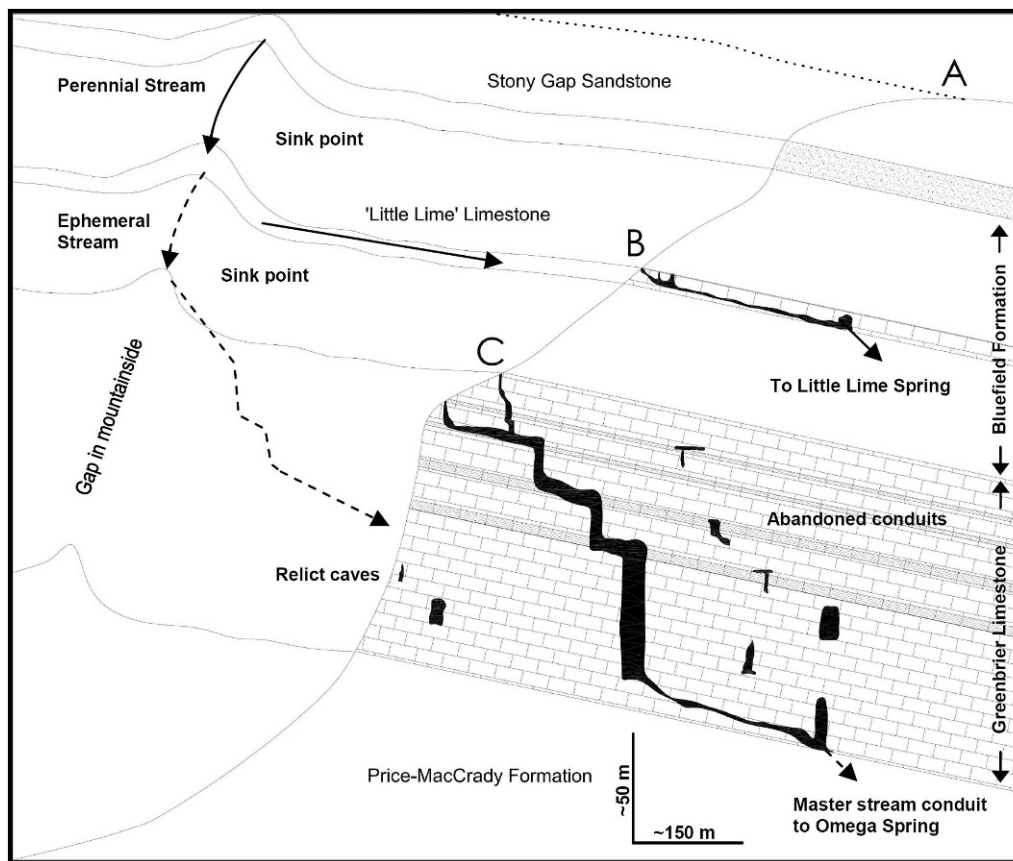 A
Stony Gap Sandstone
Perennial Stream
Sink point
'Little Lime' Limestone
Ephemeral
Stream
B
Sink point
C
To Little Lime Spring
Bluefield Formation
Gap in mountainside
Abandoned conduits
Relict caves
Greenbrier Limestone
Price-MacCrady Formation
~50 m
~150 m
Master stream conduit
to Omega Spring